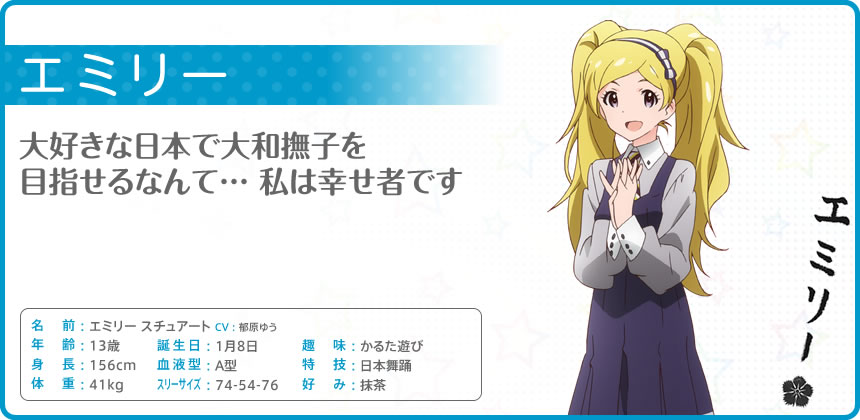 エミリー
大好きな日本で大和撫子を
目指せるなんて… 私は幸せ者です
名 前 : エミリー スチュアート CV : 郁原ゆう
年 齢 : 13歳 誕生日 : 1月8日 趣 味 : かるた遊び
身 長 : 156cm 血液型 : A型 特 技 : 日本舞踊
体 重 : 41kg スリーサイズ : 74-54-76 好 み : 抹茶
エミリー